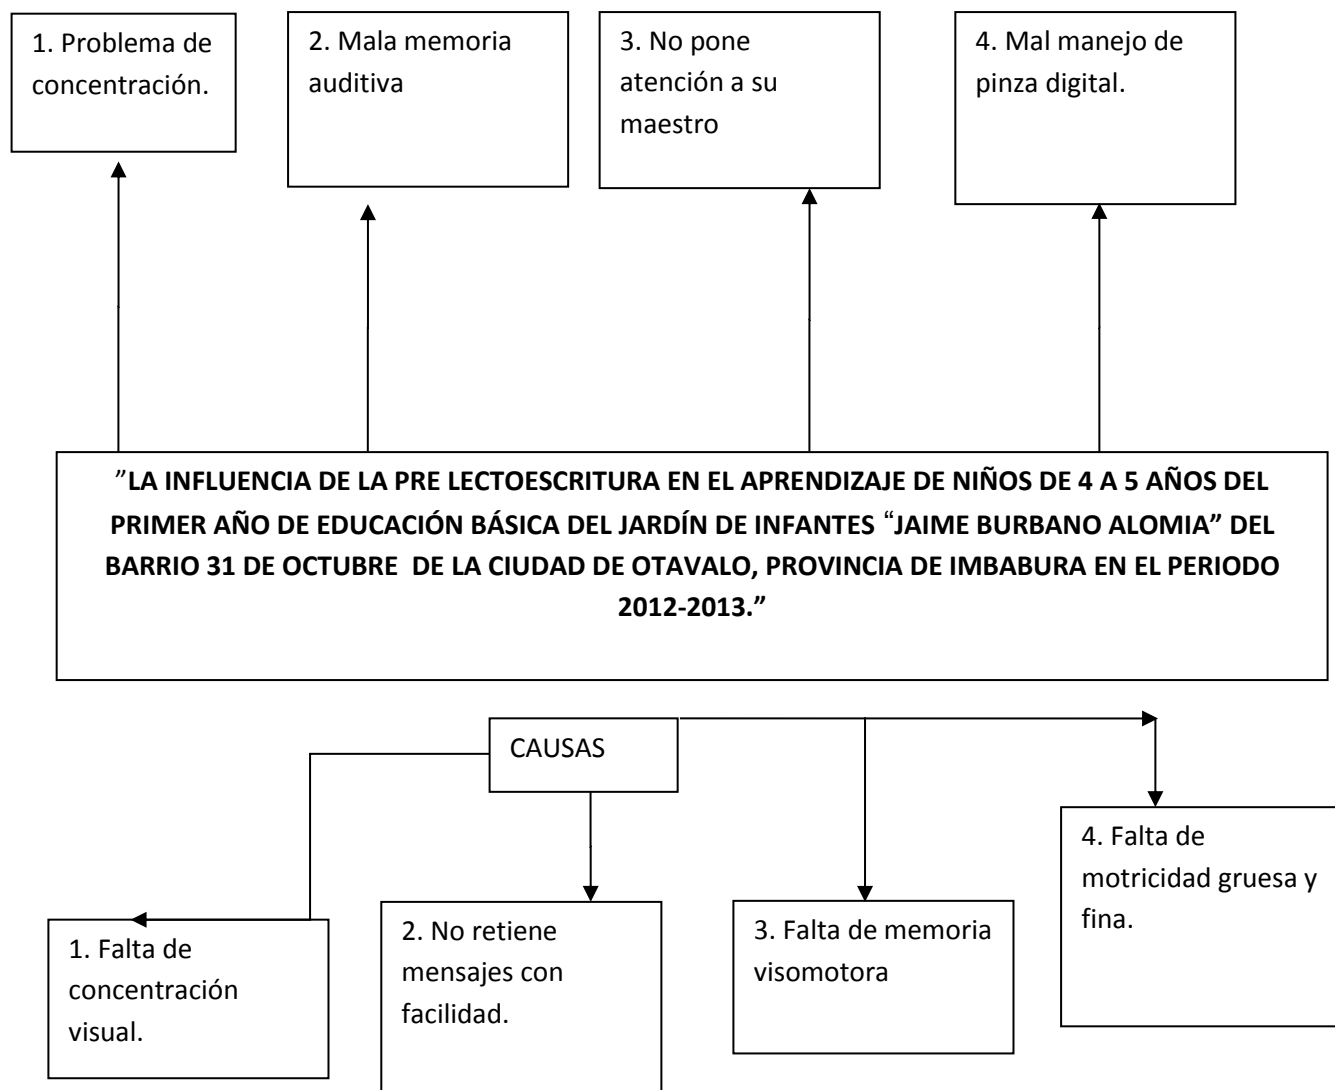 1. Problema de
concentración.
2. Mala memoria
auditiva
3. No pone
atención a su
maestro
4. Mal manejo de
pinza digital.
”LA INFLUENCIA DE LA PRE LECTOESCRITURA EN EL APRENDIZAJE DE NIÑOS DE 4 A 5 AÑOS DEL
PRIMER AÑO DE EDUCACIÓN BÁSICA DEL JARDÍN DE INFANTES “JAIME BURBANO ALOMIA” DEL
BARRIO 31 DE OCTUBRE DE LA CIUDAD DE OTAVALO, PROVINCIA DE IMBABURA EN EL PERIODO
2012-2013.”
CAUSAS
1. Falta de
concentración
visual.
2. No retiene
mensajes con
facilidad.
3. Falta de memoria
visomotora
4. Falta de
motricidad gruesa y
fina.